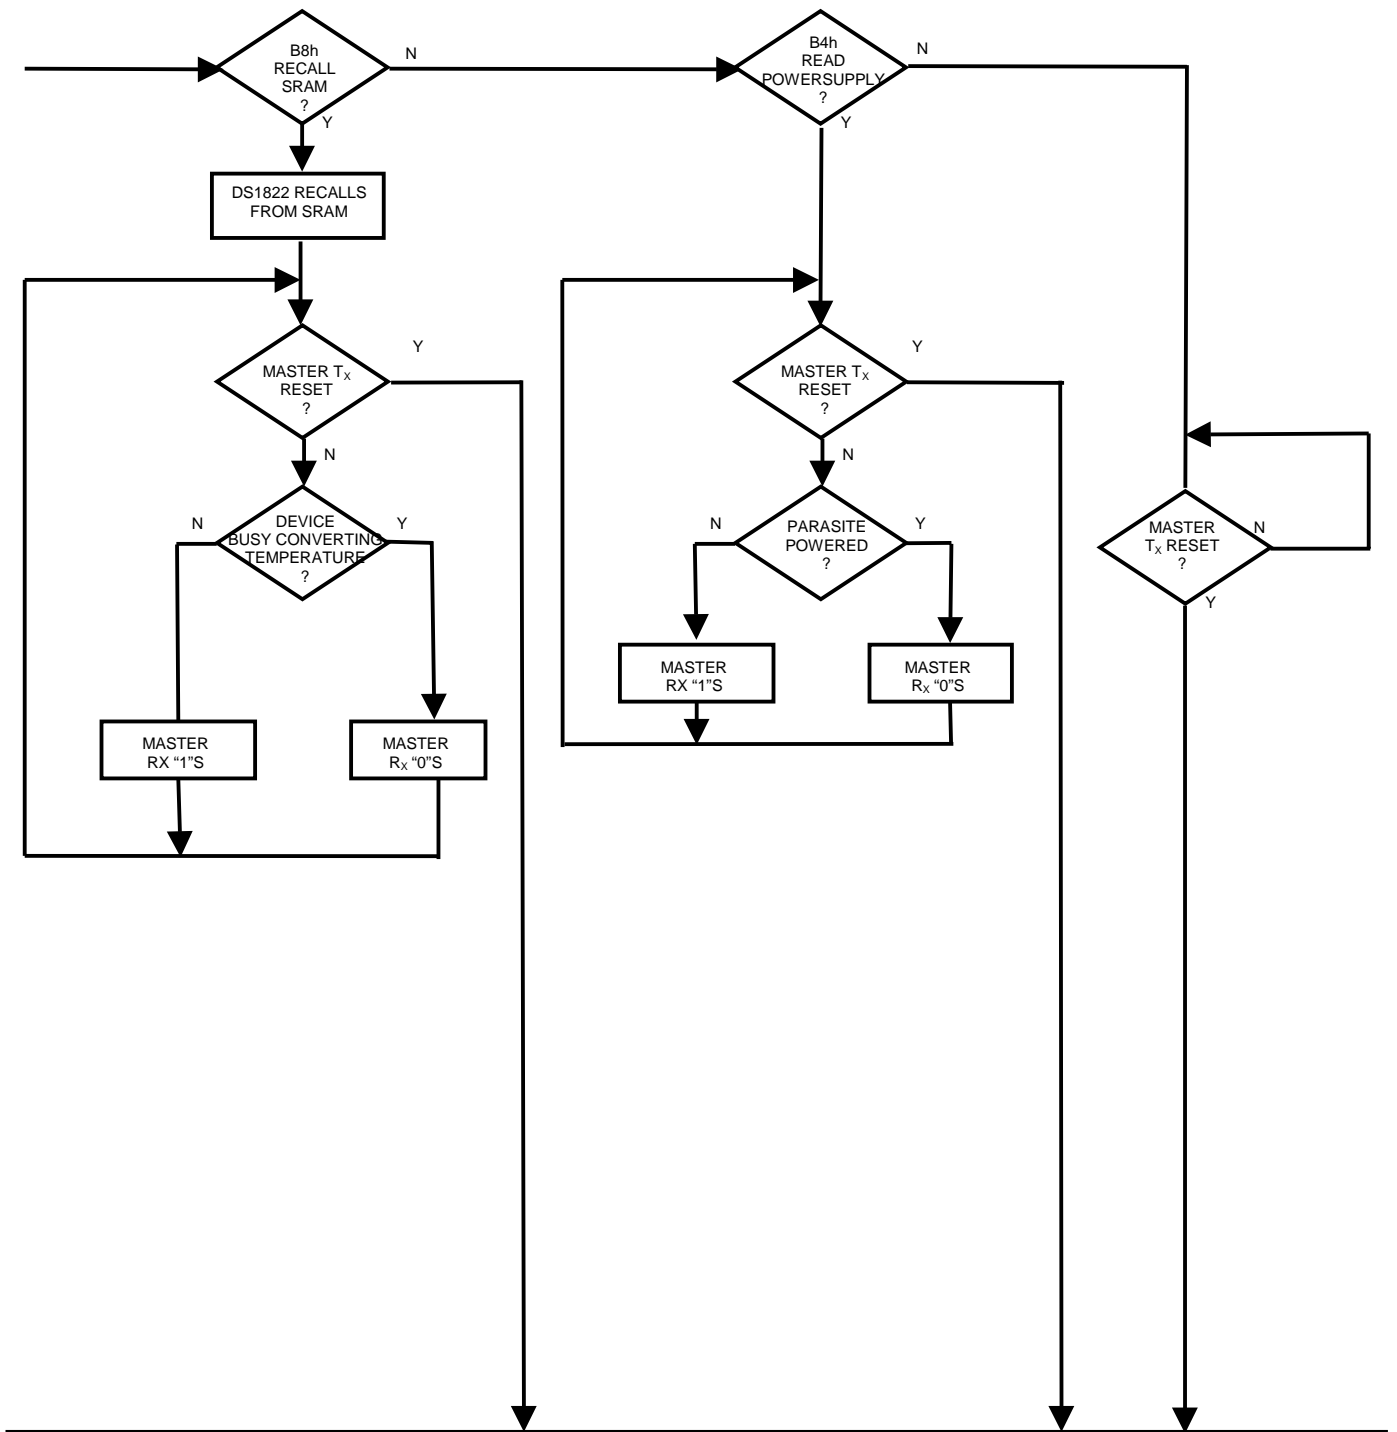 B8h
RECALL
SRAM
?
N
Y
B4h
READ
POWERSUPPLY
?
N
Y
DS1822 RECALLS
FROM SRAM
MASTER TX
RESET
?
Y
N
MASTER TX
RESET
?
Y
N
DEVICE
BUSY CONVERTING
TEMPERATURE
?
N
Y
PARASITE
POWERED
?
N
Y
MASTER
TX RESET
?
N
Y
MASTER
RX “1”S
MASTER
RX “0”S
MASTER
RX “1”S
MASTER
RX “0”S